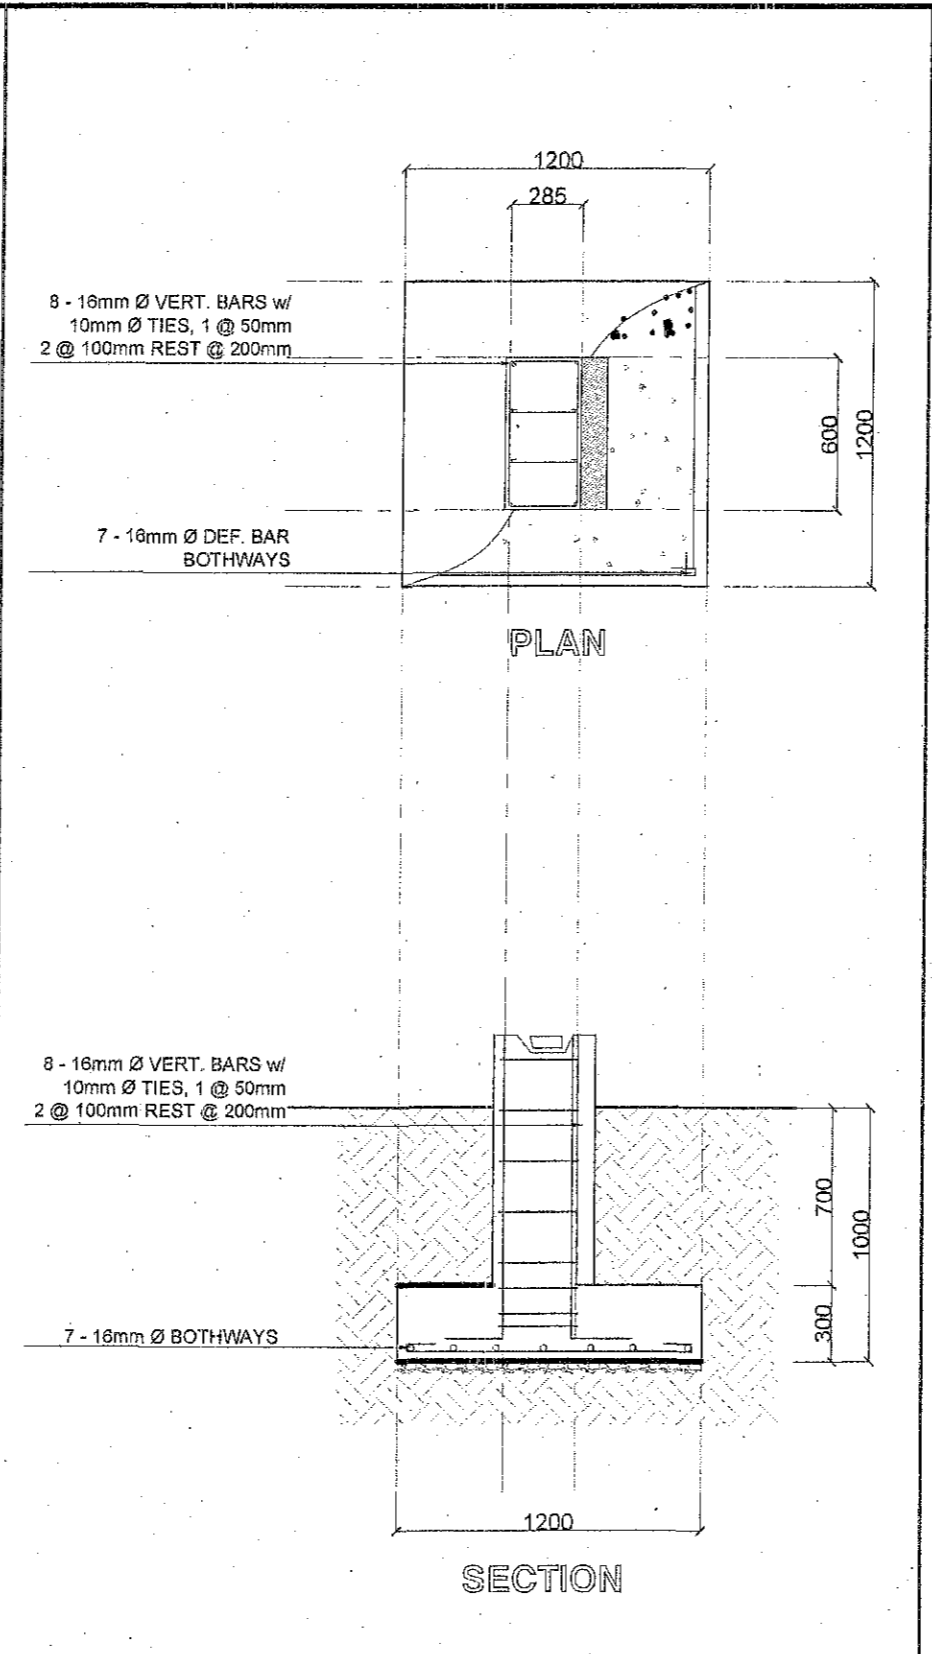 1200
285
8 - 16mm Ø VERT. BARS w/
10mm Ø TIES, 1 @ 50mm
2 @ 100mm REST @ 200mm
600
1200
7 - 16mm Ø DEF. BAR
BOTHWAYS
PLAN
8 - 16mm Ø VERT. BARS w/
10mm Ø TIES, 1 @ 50mm
2 @ 100mm REST @ 200mm
700
1000
300
7 - 16mm Ø BOTHWAYS
1200
SECTION